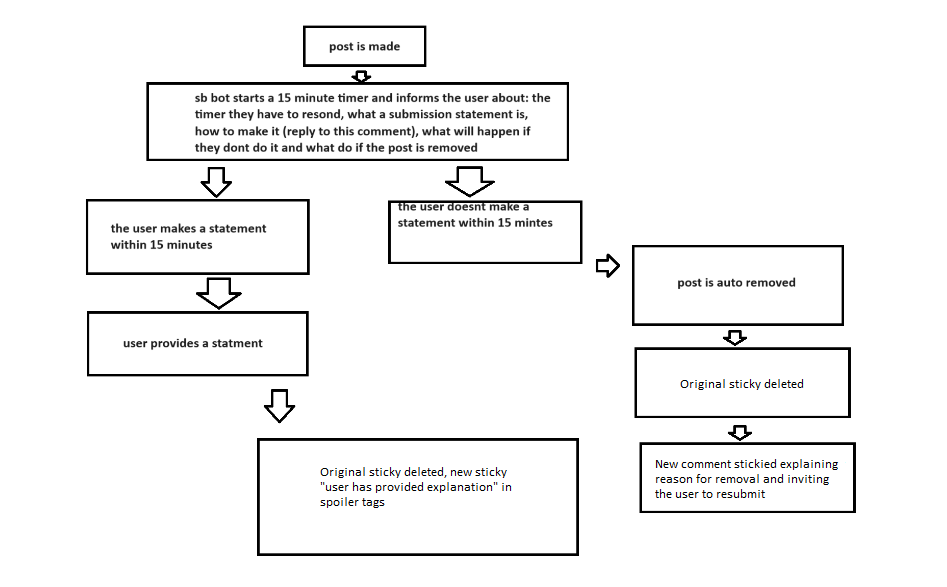 post is made
sb bot starts a 15 minute timer and informs the user about: the
timer they have to resond, what a submission statement is,
how to make it (reply to this comment), what will happen if
they dont do it and what do if the post is removed
the user makes a statement
within 15 minutes
the user doesnt make a
statement within 15 mintes
user provides a statment
Original sticky deleted, new sticky
"user has provided explanation" in
spoiler tags
post is auto removed
Original sticky deleted
New comment stickied explaining
reason for removal and inviting
the user to resubmit